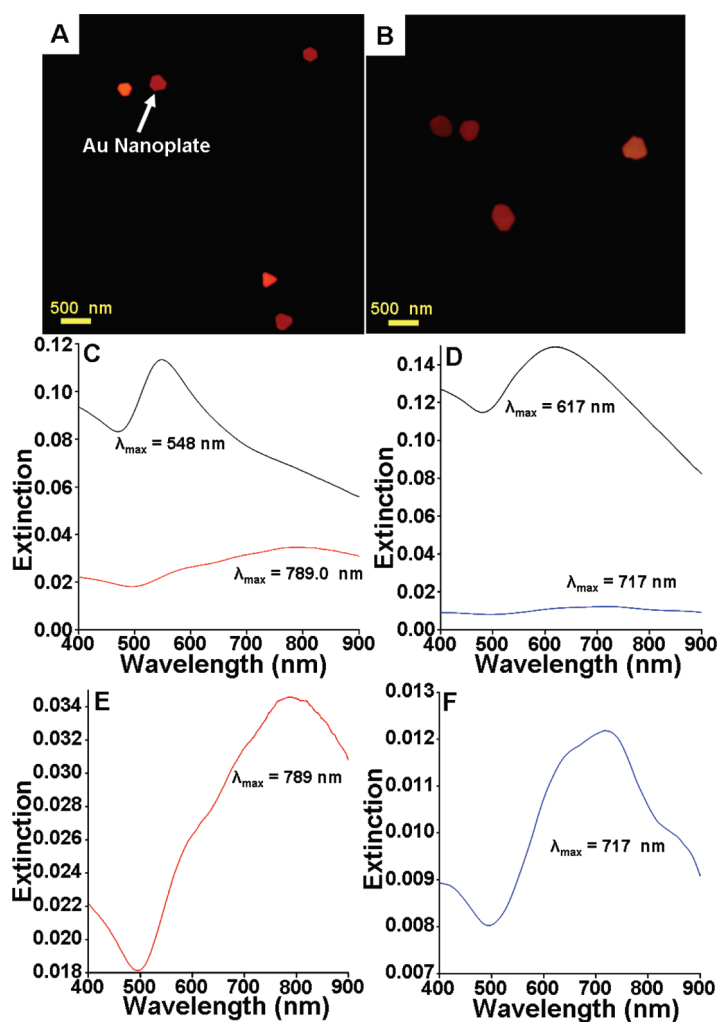 A
B
Au Nanoplate
500 nm
500 nm
C
D
0.12
0.10
0.08
0.06
0.04
0.02
0.00
Extinction
λmax = 548 nm
λmax = 789.0 nm
400 500 600 700 800 900
Wavelength (nm)
0.14
0.12
0.10
0.08
0.06
0.04
0.02
0.00
Extinction
λmax = 617 nm
λmax = 717 nm
400 500 600 700 800 900
Wavelength (nm)
E
F
0.034
0.032
0.030
0.028
0.026
0.024
0.022
0.020
0.018
Extinction
λmax = 789 nm
400 500 600 700 800 900
Wavelength (nm)
0.013
0.012
0.011
0.010
0.009
0.008
0.007
Extinction
λmax = 717 nm
400 500 600 700 800 900
Wavelength (nm)